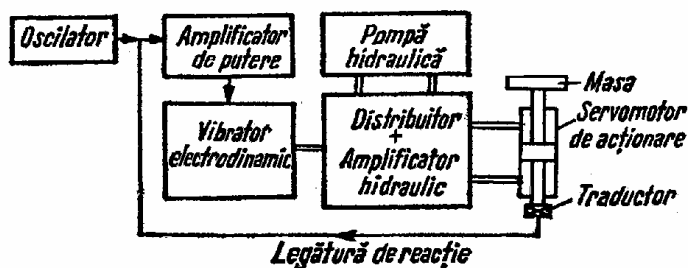 Oscilator
Amplificator
de putere
Pompă
hidraulică
Masa
Servomotor
de acționare
Vibrator
electrodinamic
Distribuitor
+
Amplificator
hidraulic
Traductor
Legătură de reacție